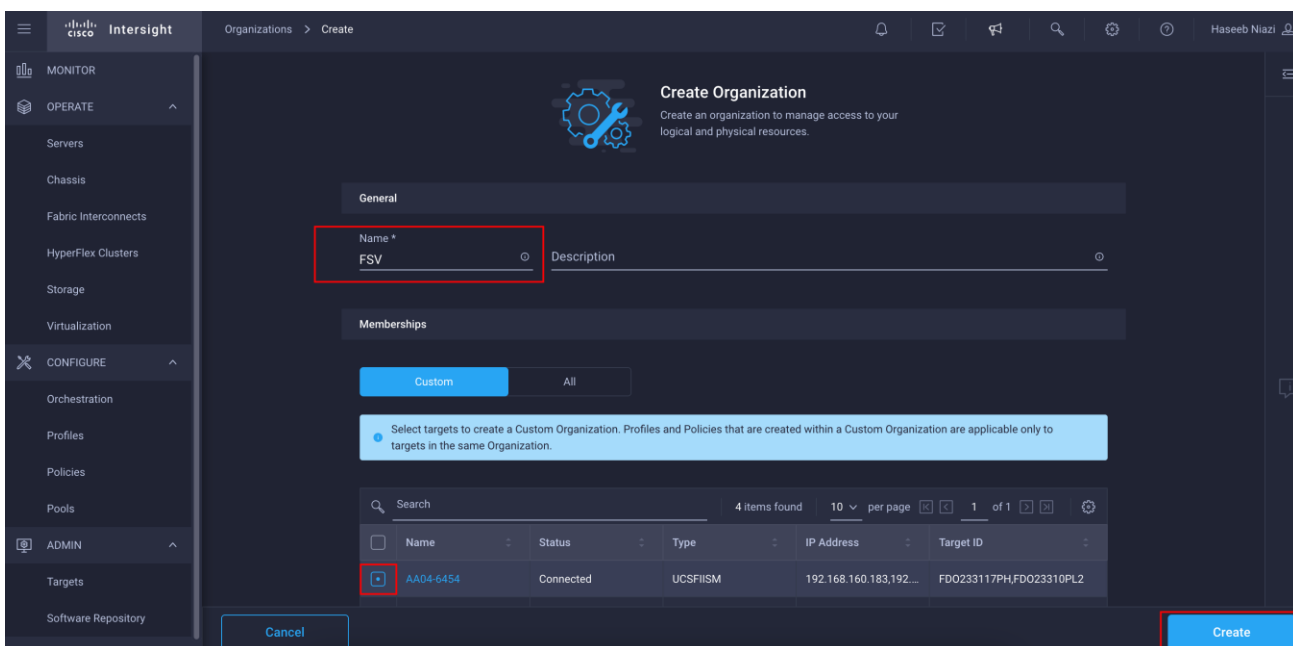 CISCO Intersight
Organizations > Create
Haseeb Niazi
MONITOR
OPERATE
Servers
Chassis
Fabric Interconnects
HyperFlex Clusters
Storage
Virtualization
CONFIGURE
Orchestration
Profiles
Policies
Pools
ADMIN
Targets
Software Repository
Create Organization
Create an organization to manage access to your
logical and physical resources.
General
Name *
FSV
Description
Memberships
Custom All
Select targets to create a Custom Organization. Profiles and Policies that are created within a Custom Organization are applicable only to
targets in the same Organization.
Search 4 items found 10 per page 1 of 1
Name Status Type IP Address Target ID
AA04-6454 Connected UCSFIISM 192.168.160.183,192.... FDO233117PH,FDO23310PL2
Cancel Create